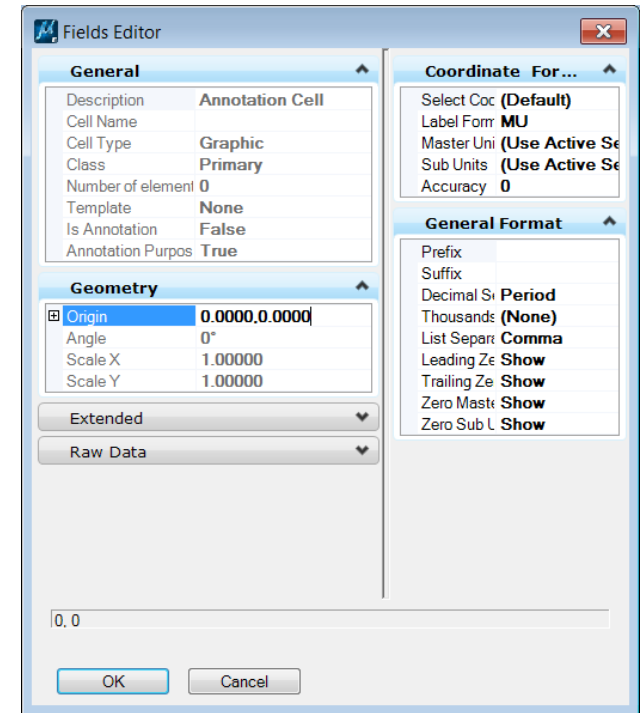 Fields Editor
General
Description Annotation Cell
Cell Name
Cell Type Graphic
Class Primary
Number of element 0
Template None
Is Annotation False
Annotation Purpos True
Geometry
Origin 0.0000,0.0000
Angle 0°
Scale X 1.00000
Scale Y 1.00000
Extended
Raw Data
Coordinate For...
Select Coc (Default)
Label Form MU
Master Uni (Use Active Se
Sub Units (Use Active Se
Accuracy 0
General Format
Prefix
Suffix
Decimal Se Period
Thousands (None)
List Separa Comma
Leading Ze Show
Trailing Ze Show
Zero Maste Show
Zero Sub U Show
0, 0
OK Cancel